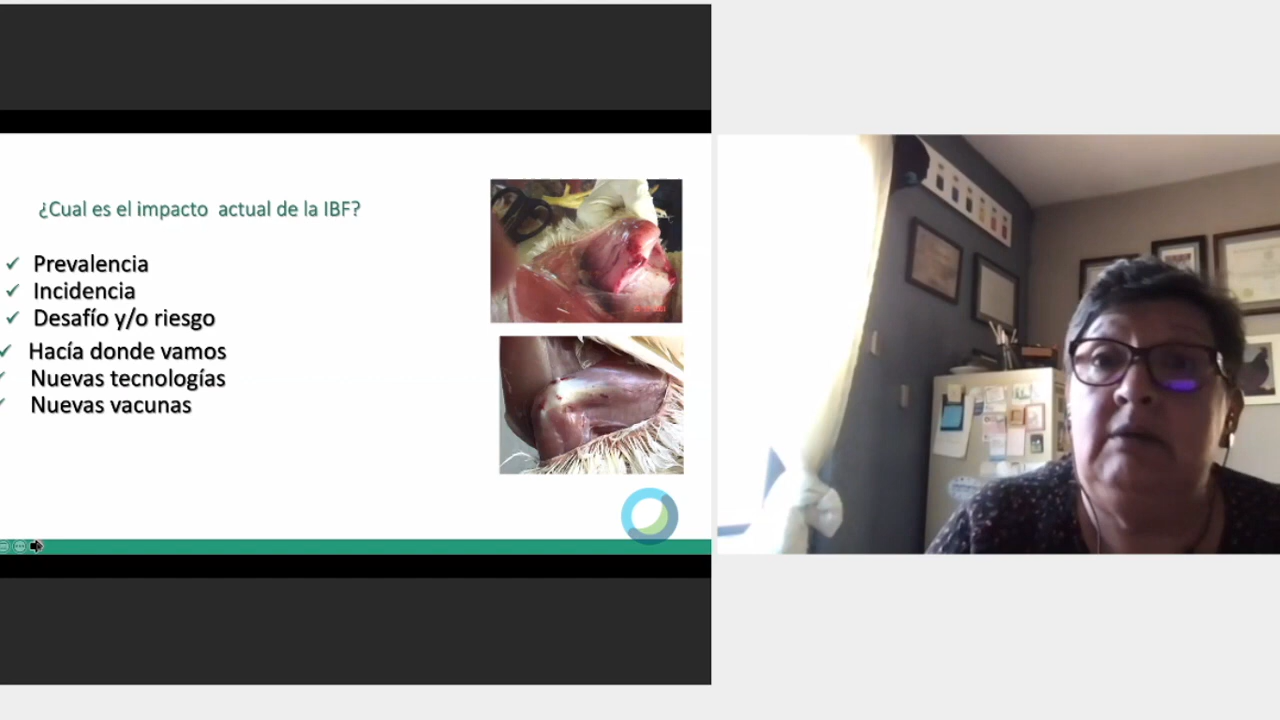 ¿Cual es el impacto actual de la IBF?
Prevalencia
Incidencia
Desafío y/o riesgo
Hacía donde vamos
Nuevas tecnologías
Nuevas vacunas